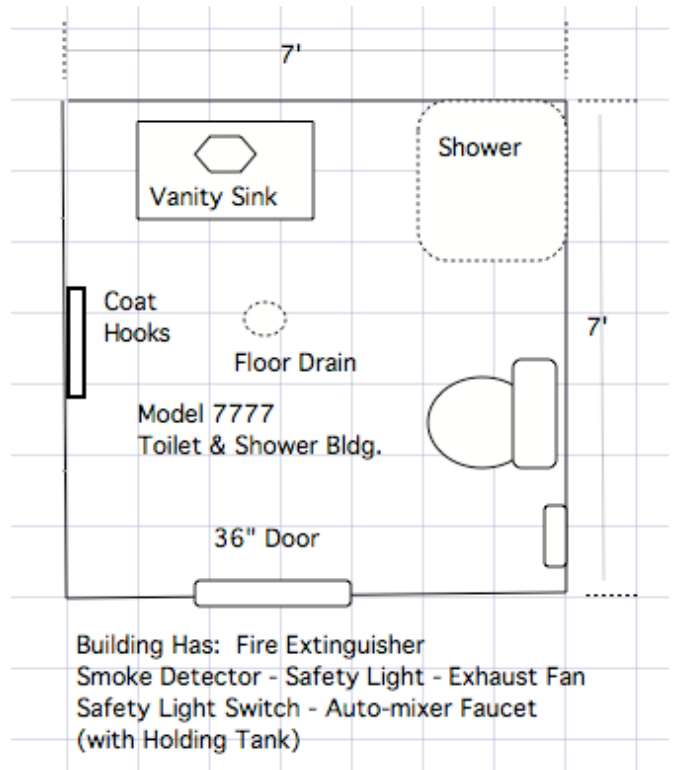 7'
Shower
Vanity Sink
Coat
Hooks
7'
Floor Drain
Model 7777
Toilet & Shower Bldg.
36" Door
Building Has:  Fire Extinguisher
Smoke Detector - Safety Light - Exhaust Fan
Safety Light Switch - Auto-mixer Faucet
(with Holding Tank)